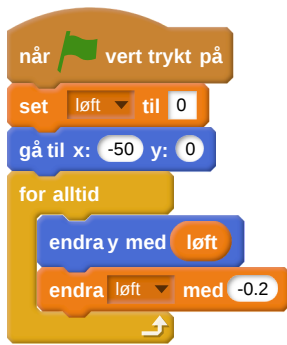 når vert trykt på
set løft til 0
gå til x: -50 y: 0
for alltid
endra y med løft
endra løft med -0.2